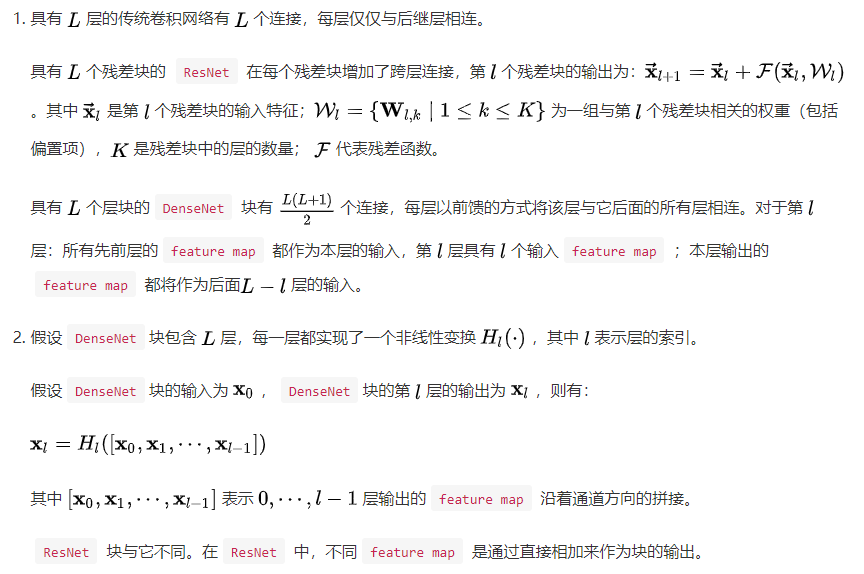 1. 具有 L 层的传统卷积网络有 L 个连接，每层仅仅与后继层相连。
具有 L 个残差块的 ResNet 在每个残差块增加了跨层连接，第 l 个残差块的输出为：$\vec{\mathbf{x}}_{l+1} = \vec{\mathbf{x}}_l + \mathcal{F}(\vec{\mathbf{x}}_l, \mathcal{W}_l)$
。其中 $\vec{\mathbf{x}}_l$ 是第 l 个残差块的输入特征；$\mathcal{W}_l = \{\mathbf{W}_{l,k} \mid 1 \le k \le K\}$ 为一组与第 l 个残差块相关的权重（包括
偏置项），K 是残差块中的层的数量； $\mathcal{F}$ 代表残差函数。
具有 L 个层块的 DenseNet 块有 $\frac{L(L+1)}{2}$ 个连接，每层以前馈的方式将该层与它后面的所有层相连。对于第 l
层：所有先前层的 feature map 都作为本层的输入，第 l 层具有 l 个输入 feature map ；本层输出的
feature map 都将作为后面$L - l$ 层的输入。
2. 假设 DenseNet 块包含 L 层，每一层都实现了一个非线性变换 $H_l(\cdot)$ ，其中 l 表示层的索引。
假设 DenseNet 块的输入为 $\mathbf{x}_0$ ， DenseNet 块的第 l 层的输出为 $\mathbf{x}_l$ ，则有：
$\mathbf{x}_l = H_l([\mathbf{x}_0, \mathbf{x}_1, \cdots, \mathbf{x}_{l-1}])$
其中 $[\mathbf{x}_0, \mathbf{x}_1, \cdots, \mathbf{x}_{l-1}]$ 表示 $0, \cdots, l-1$ 层输出的 feature map 沿着通道方向的拼接。
ResNet 块与它不同。在 ResNet 中，不同 feature map 是通过直接相加来作为块的输出。